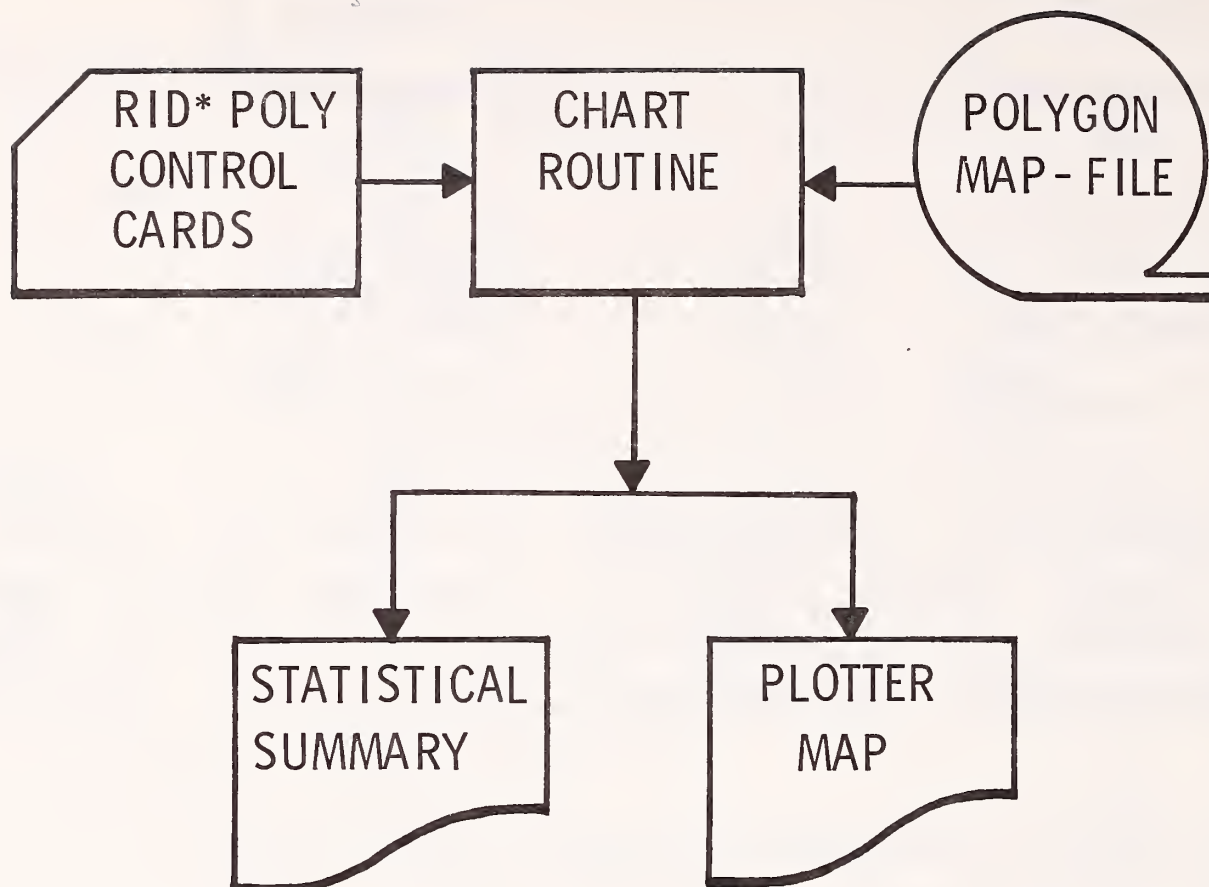 RID* POLY
CONTROL
CARDS
CHART
ROUTINE
POLYGON
MAP-FILE
STATISTICAL
SUMMARY
PLOTTER
MAP